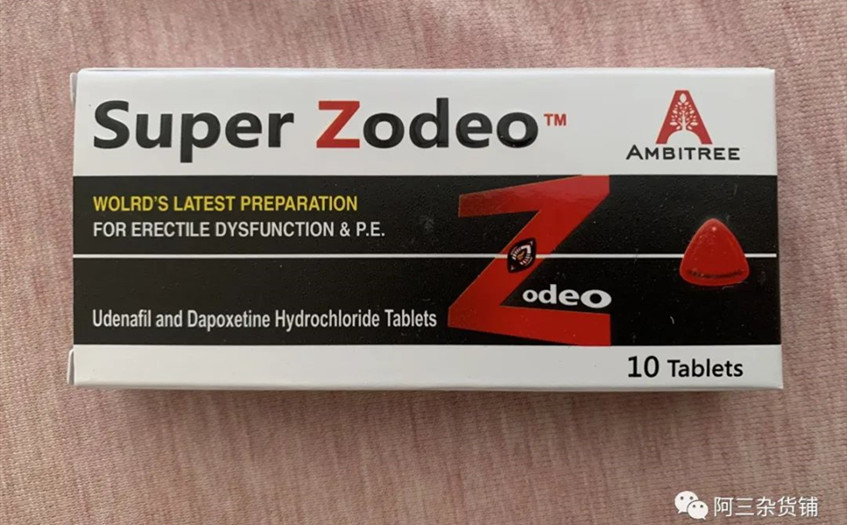 Super Zodeo™
AMBITREE
WOLRD'S LATEST PREPARATION
FOR ERECTILE DYSFUNCTION & P.E.
Zodeo
Udenafil and Dapoxetine Hydrochloride Tablets
10 Tablets
阿三杂货铺